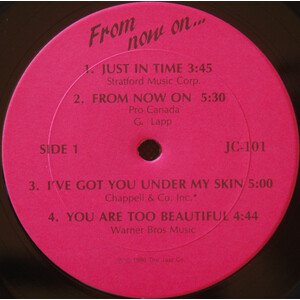 From
now on...
1. JUST IN TIME 3:45
Stratford Music Corp.
2. FROM NOW ON 5:30
Pro Canada
G. Lapp
SIDE 1 JC-101
3. I'VE GOT YOU UNDER MY SKIN 5:00
Chappell & Co. Inc.*
4. YOU ARE TOO BEAUTIFUL 4:44
Warner Bros Music